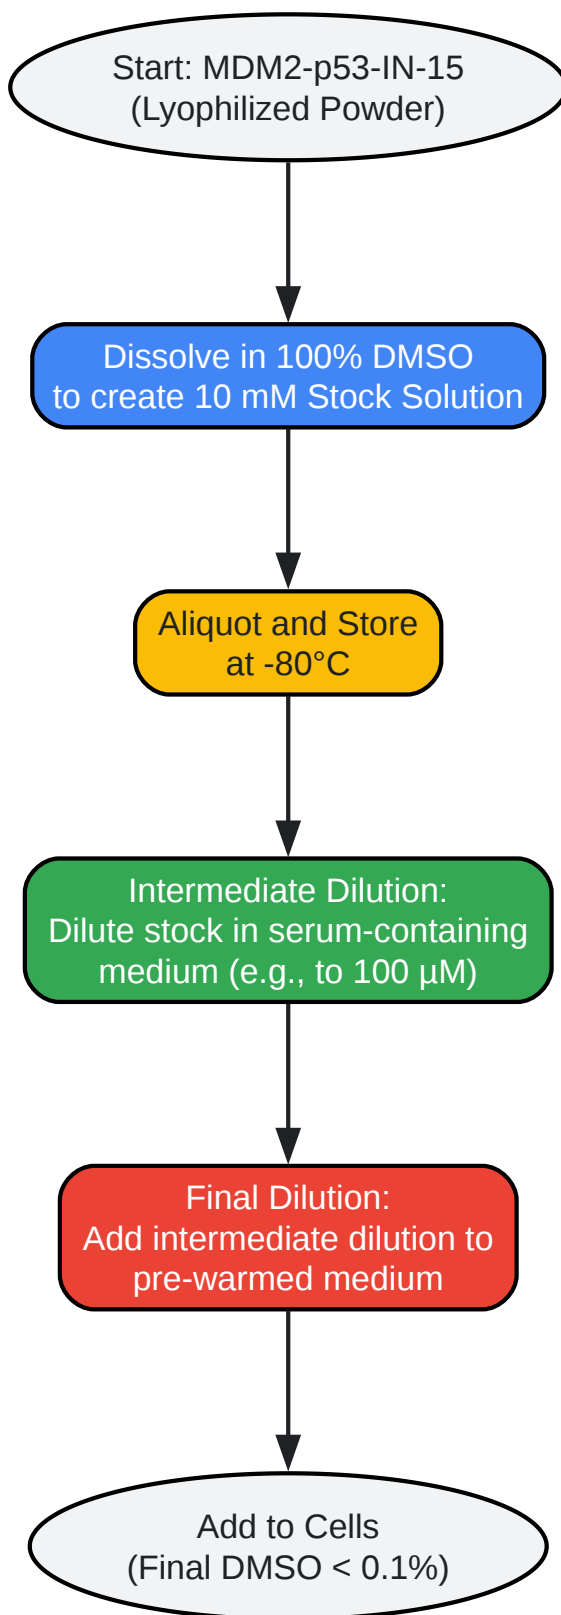 Start: MDM2-p53-IN-15
(Lyophilized Powder)
Dissolve in 100% DMSO
to create 10 mM Stock Solution
Aliquot and Store
at -80°C
Intermediate Dilution:
Dilute stock in serum-containing
medium (e.g., to 100 µM)
Final Dilution:
Add intermediate dilution to
pre-warmed medium
Add to Cells
(Final DMSO < 0.1%)